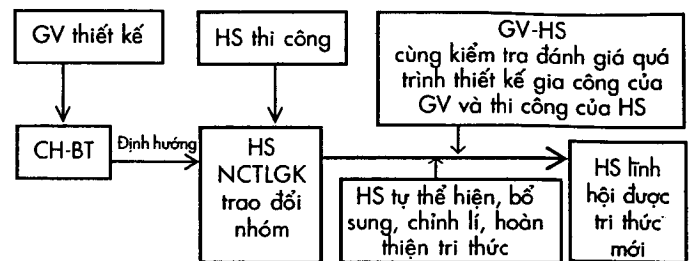 GV thiết kế
HS thi công
GV-HS
cùng kiểm tra đánh giá quá
trình thiết kế gia công của
GV và thi công của HS
CH-BT
Định hướng
HS
NCTLGK
trao đổi
nhóm
HS tự thể hiện, bổ
sung, chỉnh lí, hoàn
thiện tri thức
HS lĩnh
hội được
tri thức
mới